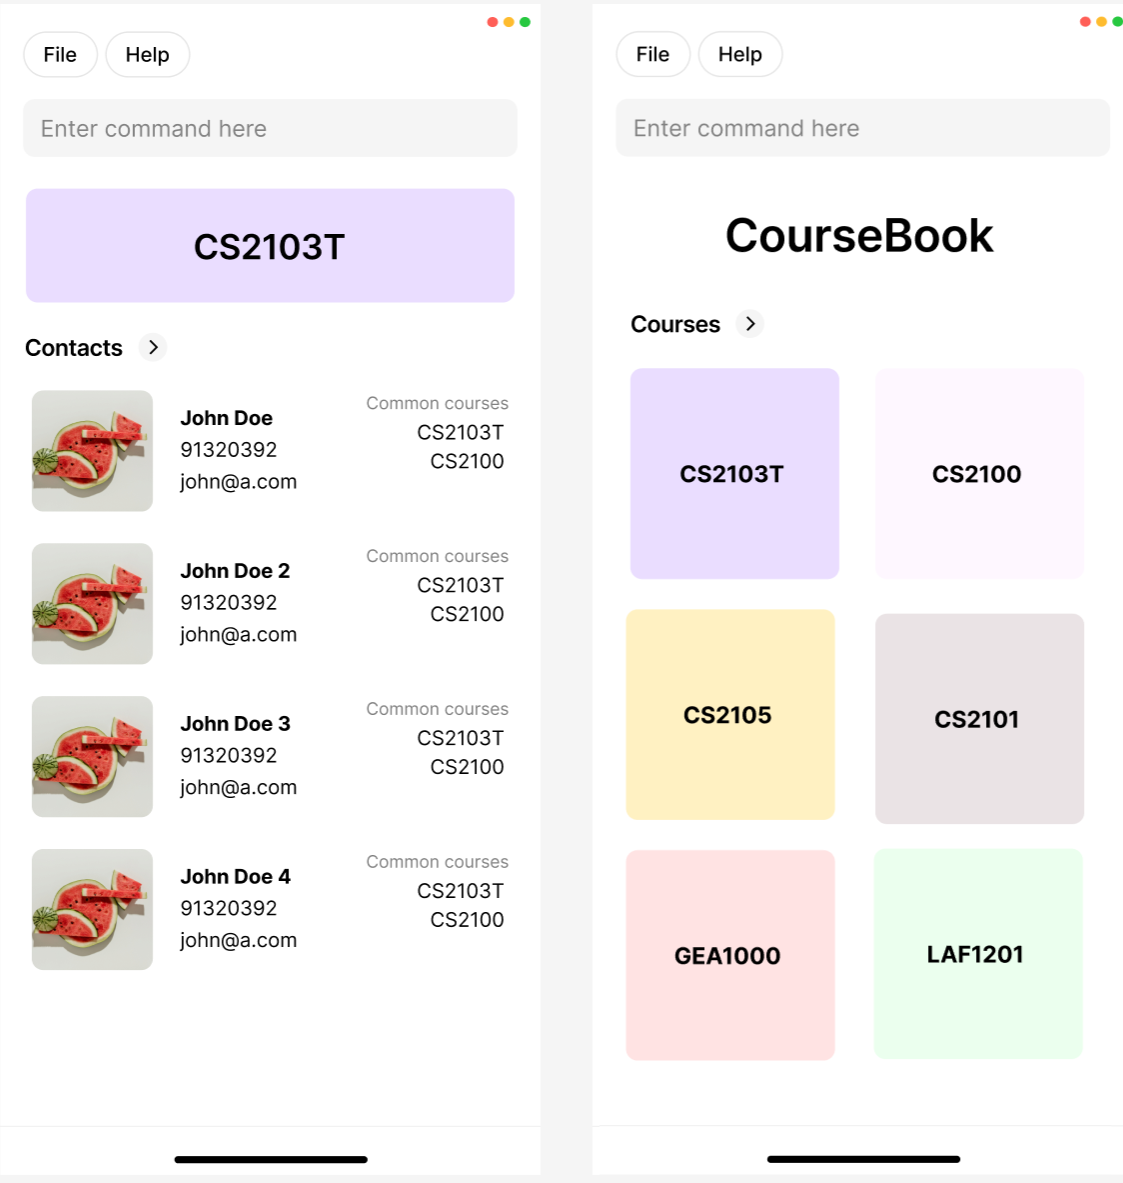 File Help
Enter command here
CS2103T
Contacts
John Doe
91320392
john@a.com
Common courses
CS2103T
CS2100
John Doe 2
91320392
john@a.com
Common courses
CS2103T
CS2100
John Doe 3
91320392
john@a.com
Common courses
CS2103T
CS2100
John Doe 4
91320392
john@a.com
Common courses
CS2103T
CS2100
File Help
Enter command here
CourseBook
Courses
CS2103T CS2100
CS2105 CS2101
GEA1000 LAF1201